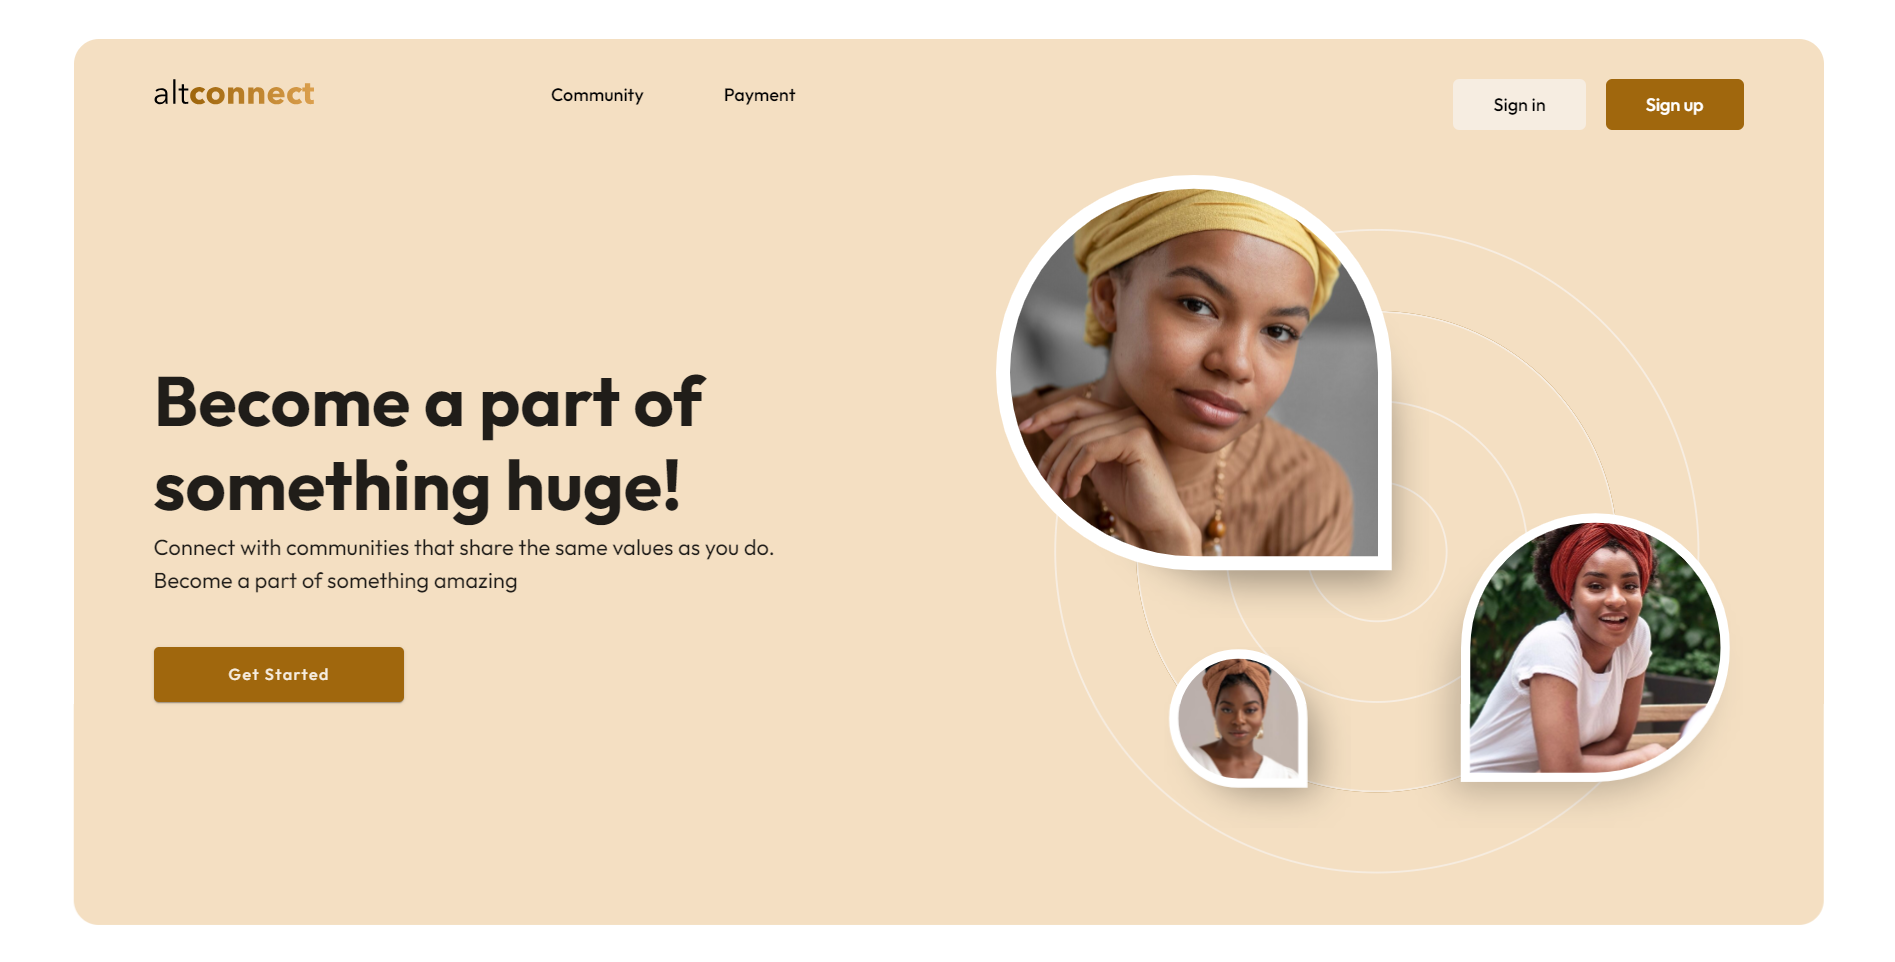 altconnect
Community
Payment
Sign in
Sign up
Become a part of
something huge!
Connect with communities that share the same values as you do.
Become a part of something amazing
Get Started